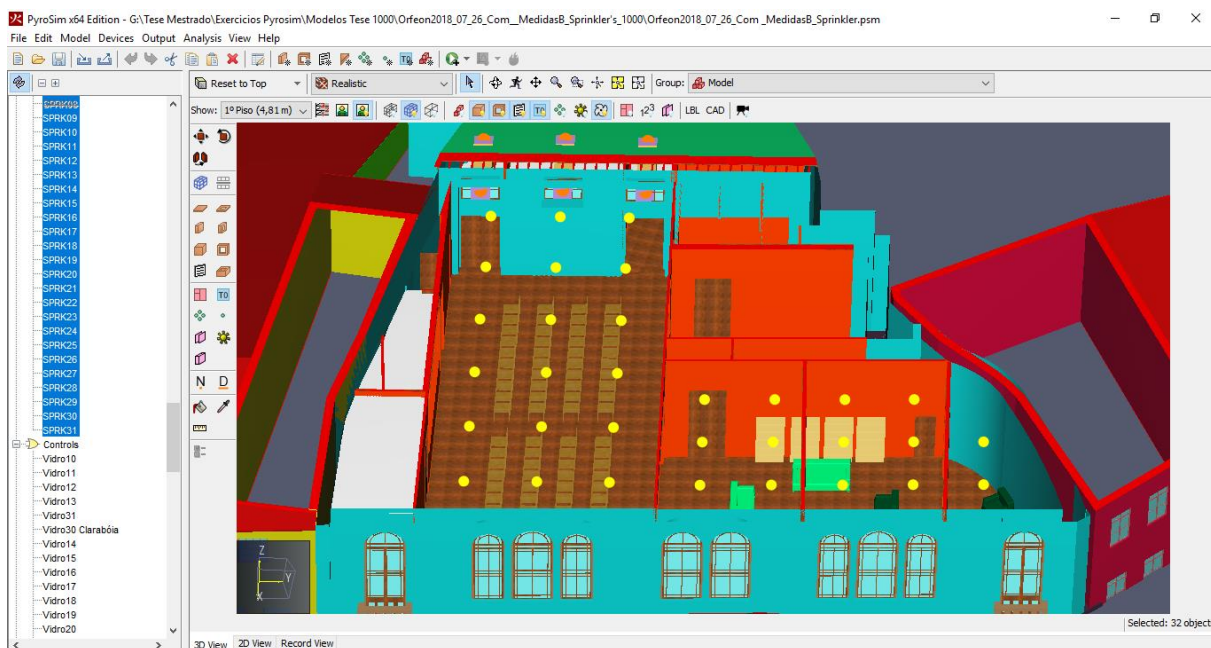 PyroSim x64 Edition - G:\Tese Mestrado\Exercicios Pyrosim\Modelos Tese 1000\Orfeon2018_07_26_Com__MedidasB_Sprinkler's_1000\Orfeon2018_07_26_Com _MedidasB_Sprinkler.psm
File Edit Model Devices Output Analysis View Help
Reset to Top Realistic Group: Model
Show: 1º Piso (4,81 m) LBL CAD
SPRK08
SPRK09
SPRK10
SPRK11
SPRK12
SPRK13
SPRK14
SPRK15
SPRK16
SPRK17
SPRK18
SPRK19
SPRK20
SPRK21
SPRK22
SPRK23
SPRK24
SPRK25
SPRK26
SPRK27
SPRK28
SPRK29
SPRK30
SPRK31
Controls
Vidro10
Vidro11
Vidro12
Vidro13
Vidro31
Vidro30 Clarabóia
Vidro14
Vidro15
Vidro16
Vidro17
Vidro18
Vidro19
Vidro20
N D
Z
Y
X
Selected: 32 object
3D View 2D View Record View